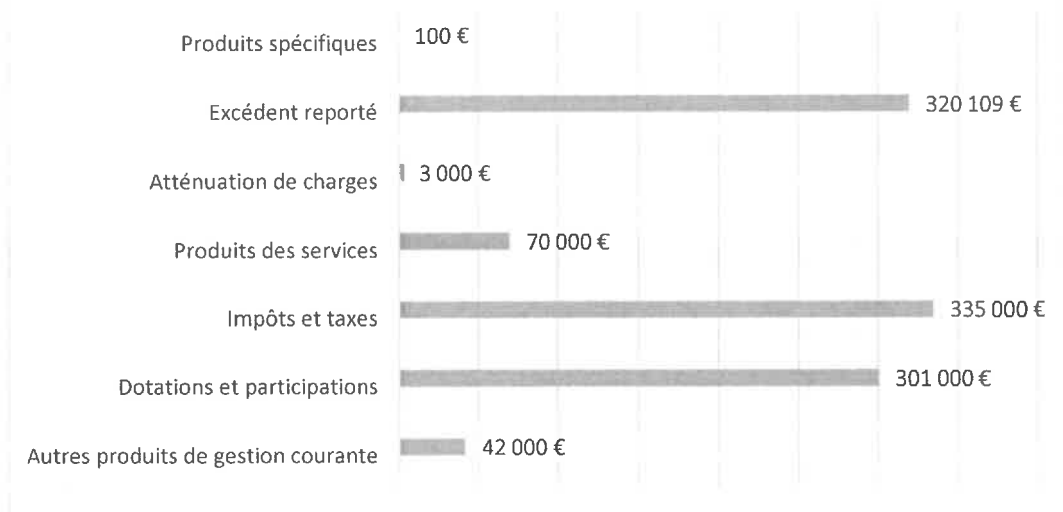 Produits spécifiques 100 €
Excédent reporté 320 109 €
Atténuation de charges 3 000 €
Produits des services 70 000 €
Impôts et taxes 335 000 €
Dotations et participations 301 000 €
Autres produits de gestion courante 42 000 €